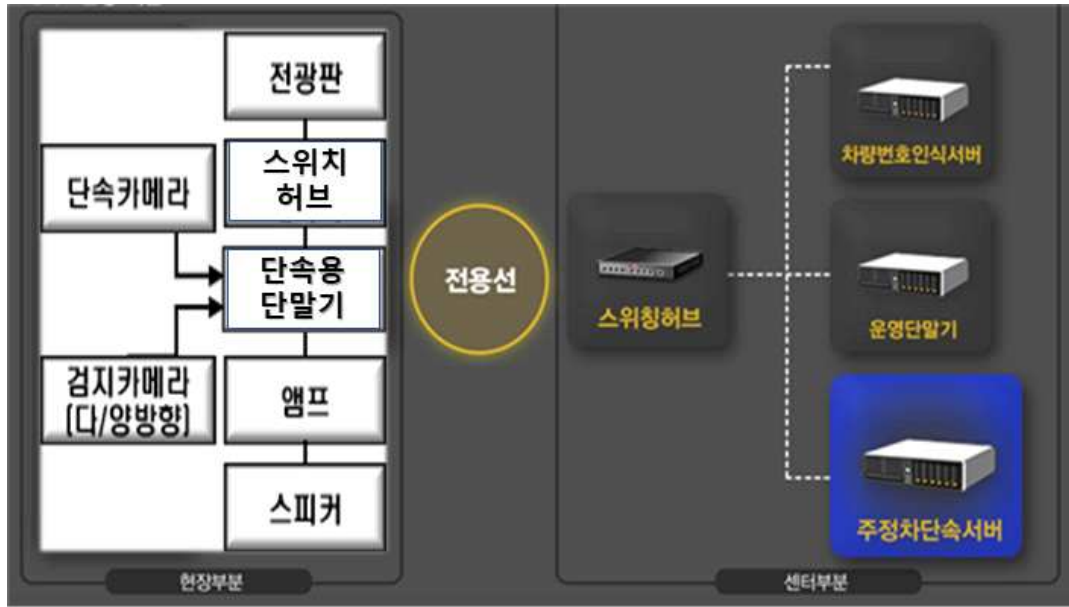 전광판
스위치
허브
단속카메라
단속용
단말기
검지카메라
(다/양방향)
앰프
스피커
현장부분
전용선
스위칭허브
차량번호인식서버
운영단말기
주정차단속서버
센터부분